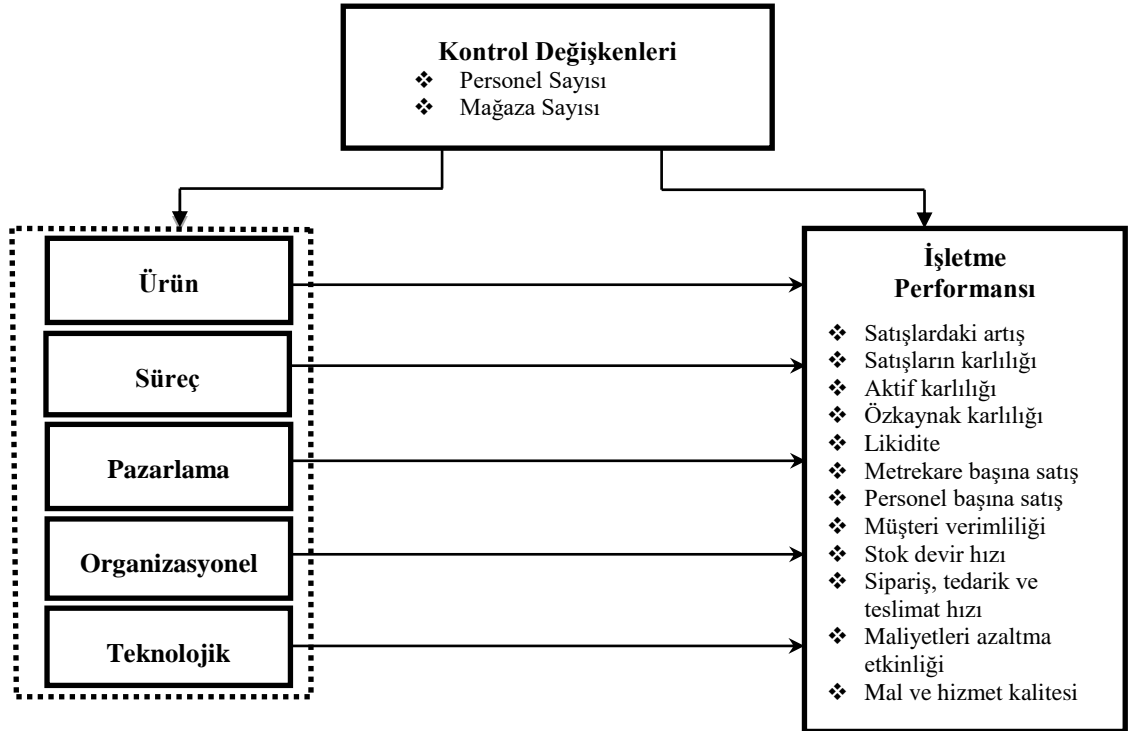 Kontrol Değişkenleri
❖ Personel Sayısı
❖ Mağaza Sayısı
Ürün
Süreç
Pazarlama
Organizasyonel
Teknolojik
İşletme
Performansı
❖ Satışlardaki artış
❖ Satışların karlılığı
❖ Aktif karlılığı
❖ Özkaynak karlılığı
❖ Likidite
❖ Metrekare başına satış
❖ Personel başına satış
❖ Müşteri verimliliği
❖ Stok devir hızı
❖ Sipariş, tedarik ve
teslimat hızı
❖ Maliyetleri azaltma
etkinliği
❖ Mal ve hizmet kalitesi